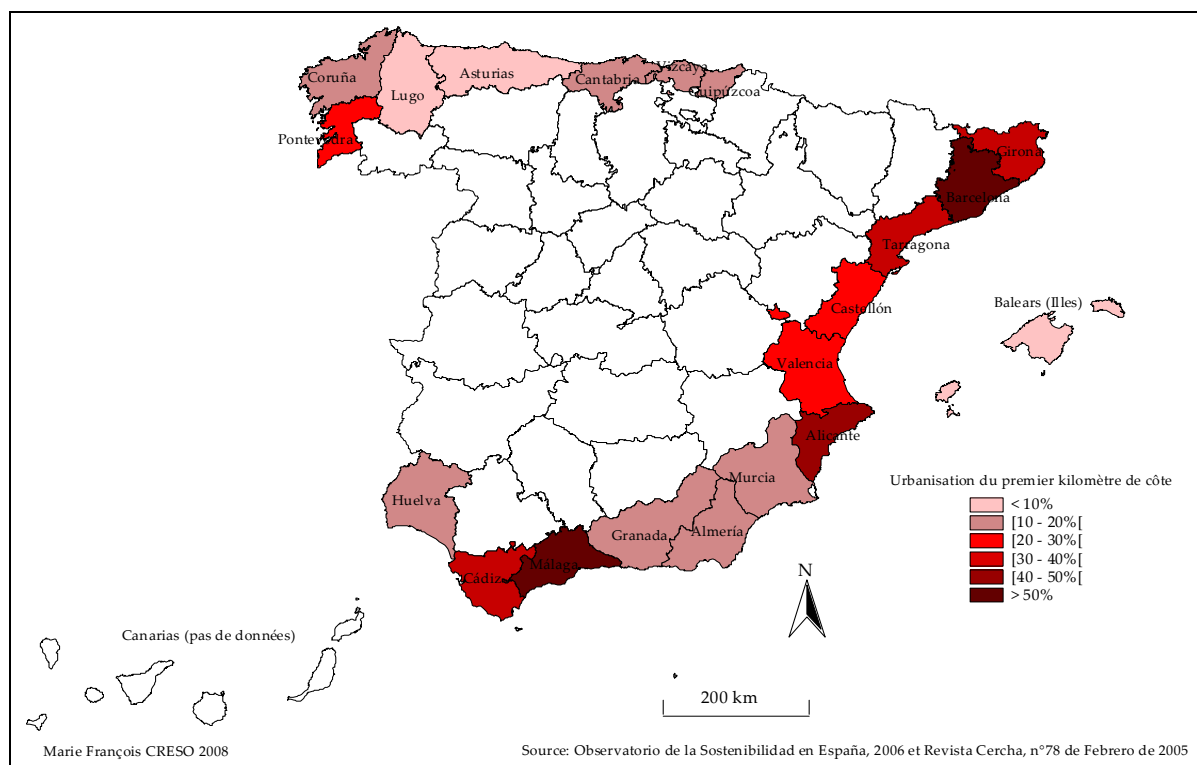 Coruña
Lugo
Asturias
Cantabria
Vizcaya
Guipúzcoa
Pontevedra
Girona
Barcelona
Tarragona
Castellón
Balears (Illes)
Valencia
Alicante
Murcia
Huelva
Granada
Almería
Málaga
Cádiz
Urbanisation du premier kilomètre de côte
< 10%
[10 - 20%[
[20 - 30%[
[30 - 40%[
[40 - 50%[
> 50%
N
Canarias (pas de données)
200 km
Marie François CRESO 2008
Source: Observatorio de la Sostenibilidad en España, 2006 et Revista Cercha, n°78 de Febrero de 2005